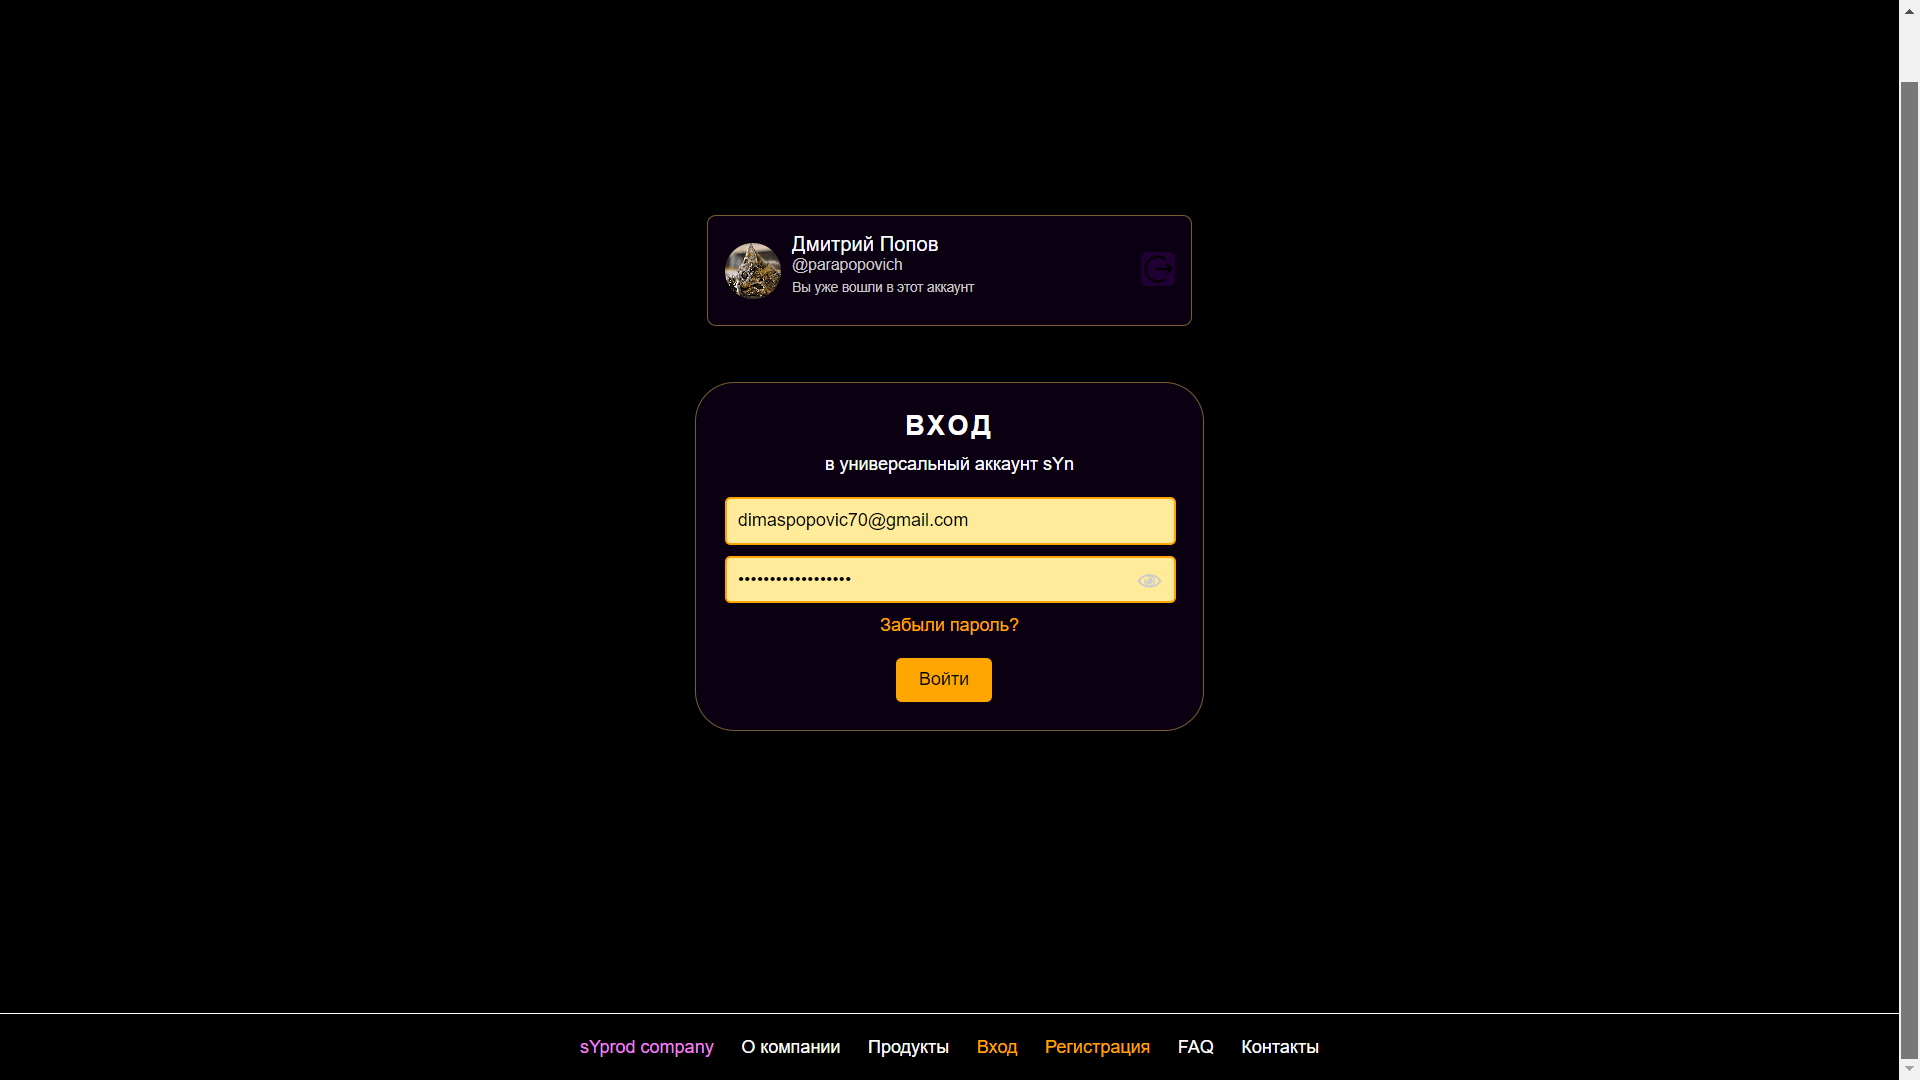 Дмитрий Попов
@parapopovich
Вы уже вошли в этот аккаунт
ВХОД
в универсальный аккаунт sYn
dimaspopovic70@gmail.com
••••••••••••••••••
Забыли пароль?
Войти
sYprod company О компании Продукты Вход Регистрация FAQ Контакты